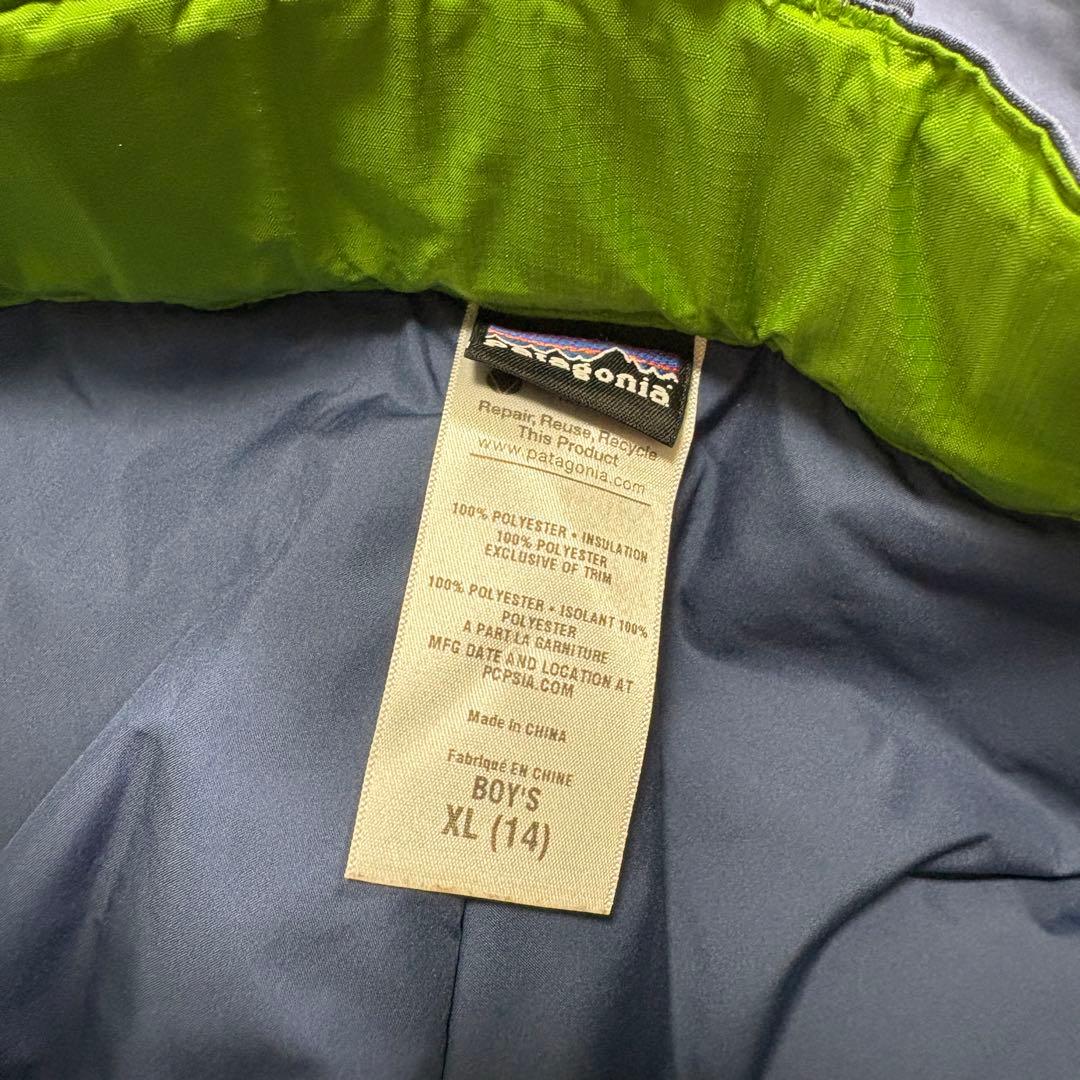 patagonia
Repair, Reuse, Recycle
This Product
www.patagonia.com
100% POLYESTER • INSULATION
100% POLYESTER
EXCLUSIVE OF TRIM
100% POLYESTER • ISOLANT 100%
POLYESTER
A PART LA GARNITURE
MFG DATE AND LOCATION AT
PCPSIA.COM
Made in CHINA
Fabriqué EN CHINE
BOY'S
XL (14)